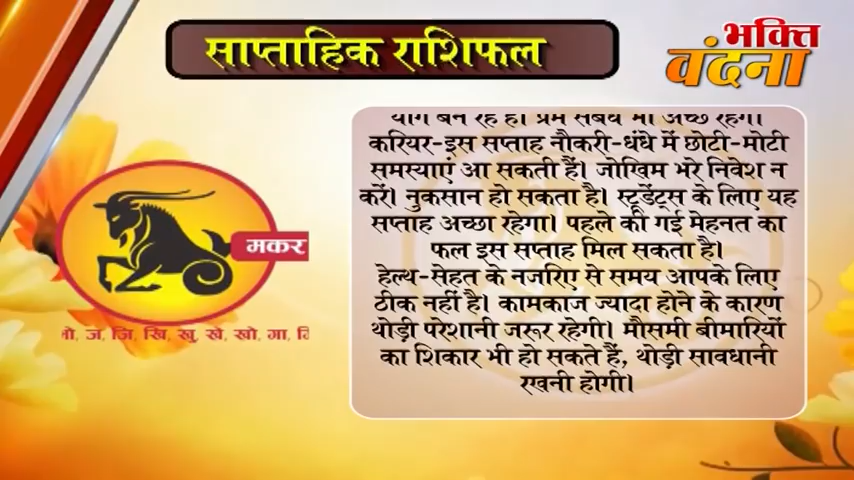 साप्ताहिक राशिफल
भक्ति
वंदना
करियर-इस सप्ताह नौकरी-धंधे में छोटी-मोटी
समस्याएं आ सकती हैं। जोखिम भरे निवेश न
करें। नुकसान हो सकता है। स्टूडेंट्स के लिए यह
सप्ताह अच्छा रहेगा। पहले की गई मेहनत का
फल इस सप्ताह मिल सकता है।
हेल्थ-सेहत के नजरिए से समय आपके लिए
ठीक नहीं है। कामकाज ज्यादा होने के कारण
थोड़ी परेशानी जरूर रहेगी। मौसमी बीमारियों
का शिकार भी हो सकते हैं, थोड़ी सावधानी
रखनी होगी।
मकर
ज, जि, खि, खु, खे, खो, गा,